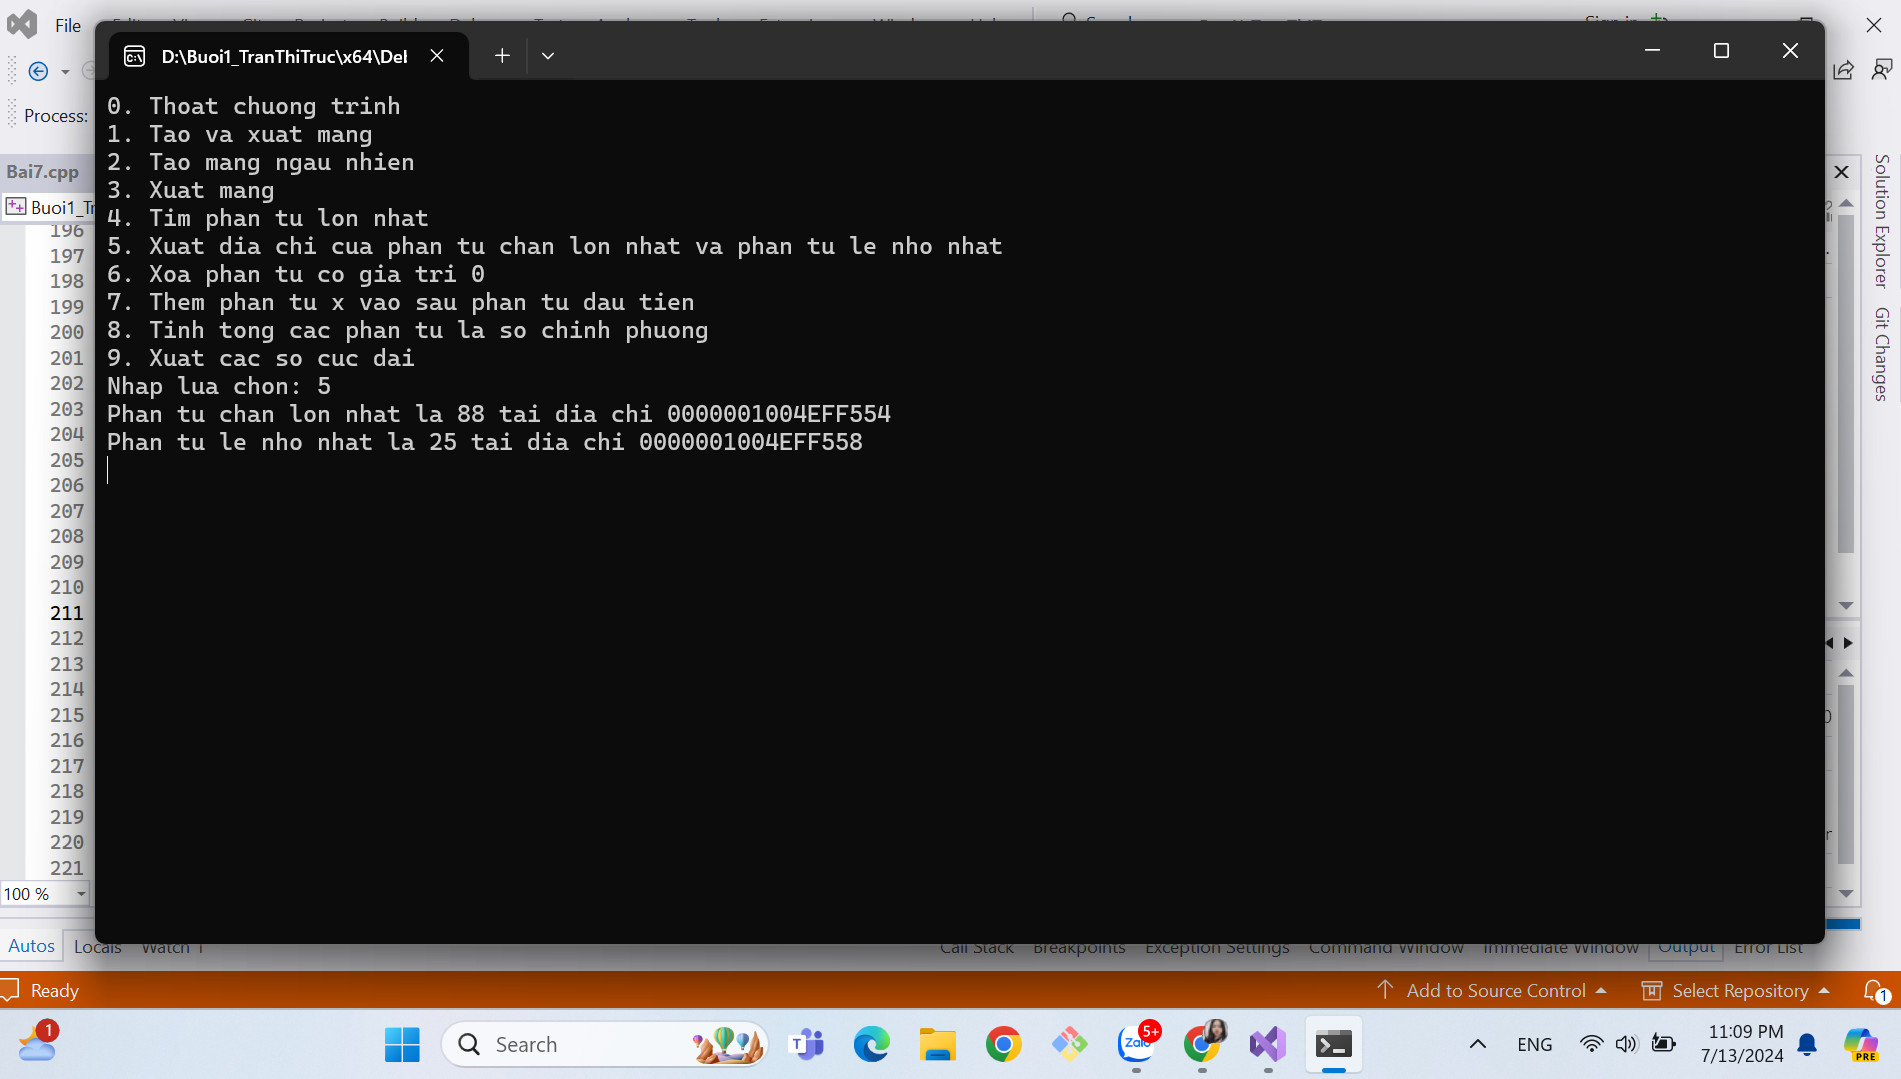 File
D:\Buoi1_TranThiTruc\x64\Del
Process:
0. Thoat chuong trinh
1. Tao va xuat mang
2. Tao mang ngau nhien
3. Xuat mang
4. Tim phan tu lon nhat
5. Xuat dia chi cua phan tu chan lon nhat va phan tu le nho nhat
6. Xoa phan tu co gia tri 0
7. Them phan tu x vao sau phan tu dau tien
8. Tinh tong cac phan tu la so chinh phuong
9. Xuat cac so cuc dai
Nhap lua chon: 5
Phan tu chan lon nhat la 88 tai dia chi 0000001004EFF554
Phan tu le nho nhat la 25 tai dia chi 0000001004EFF558
Bai7.cpp
Buoi1_Tr
196
197
198
199
200
201
202
203
204
205
206
207
208
209
210
211
212
213
214
215
216
217
218
219
220
221
100 %
Solution Explorer
Git Changes
Autos Locals Watch 1 Call Stack Breakpoints Exception Settings Command Window Immediate Window Output Error List
Ready Add to Source Control Select Repository 1
1 Search T Zalo 5+ ENG 11:09 PM PRE
7/13/2024